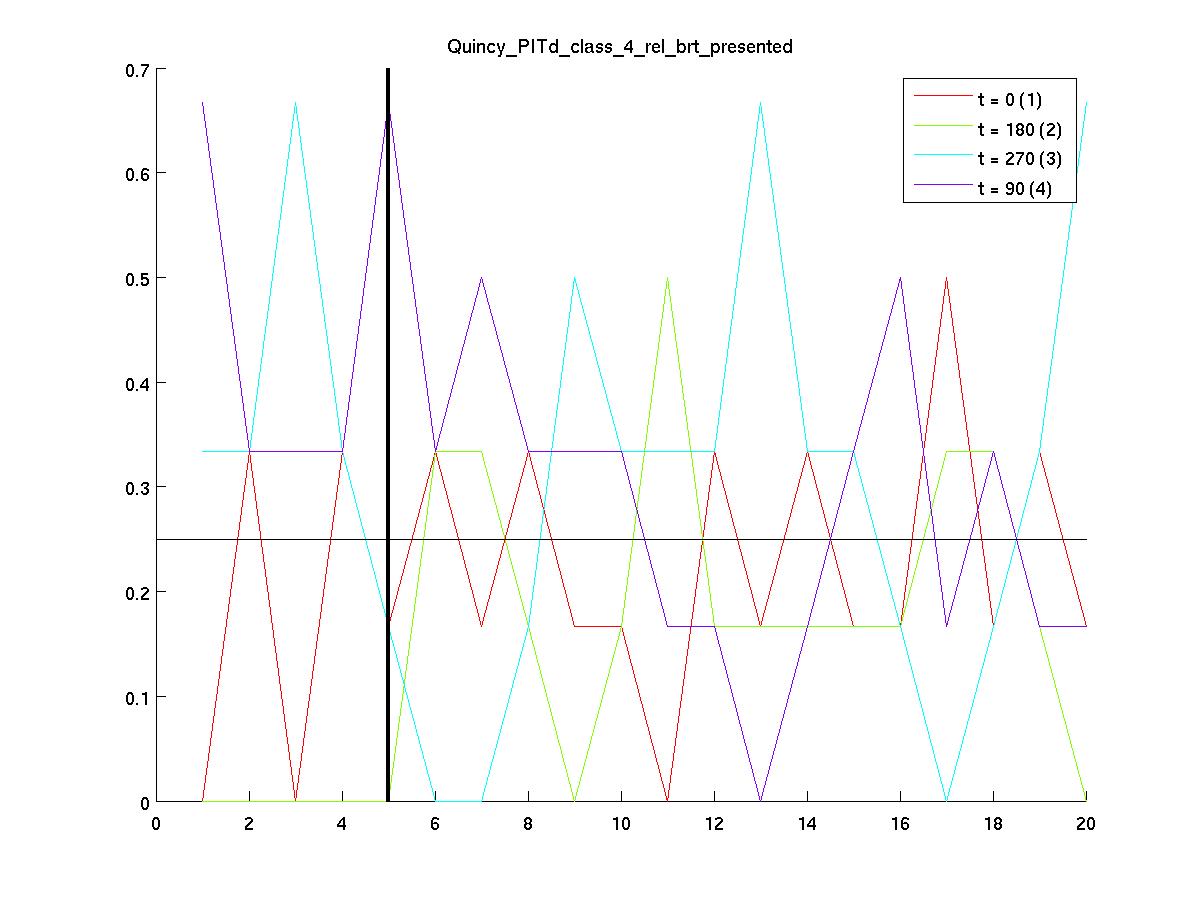 Quincy_PITd_class_4_rel_brt_presented
t = 0 (1)
t = 180 (2)
t = 270 (3)
t = 90 (4)
0.7
0.6
0.5
0.4
0.3
0.2
0.1
0
0 2 4 6 8 10 12 14 16 18 20